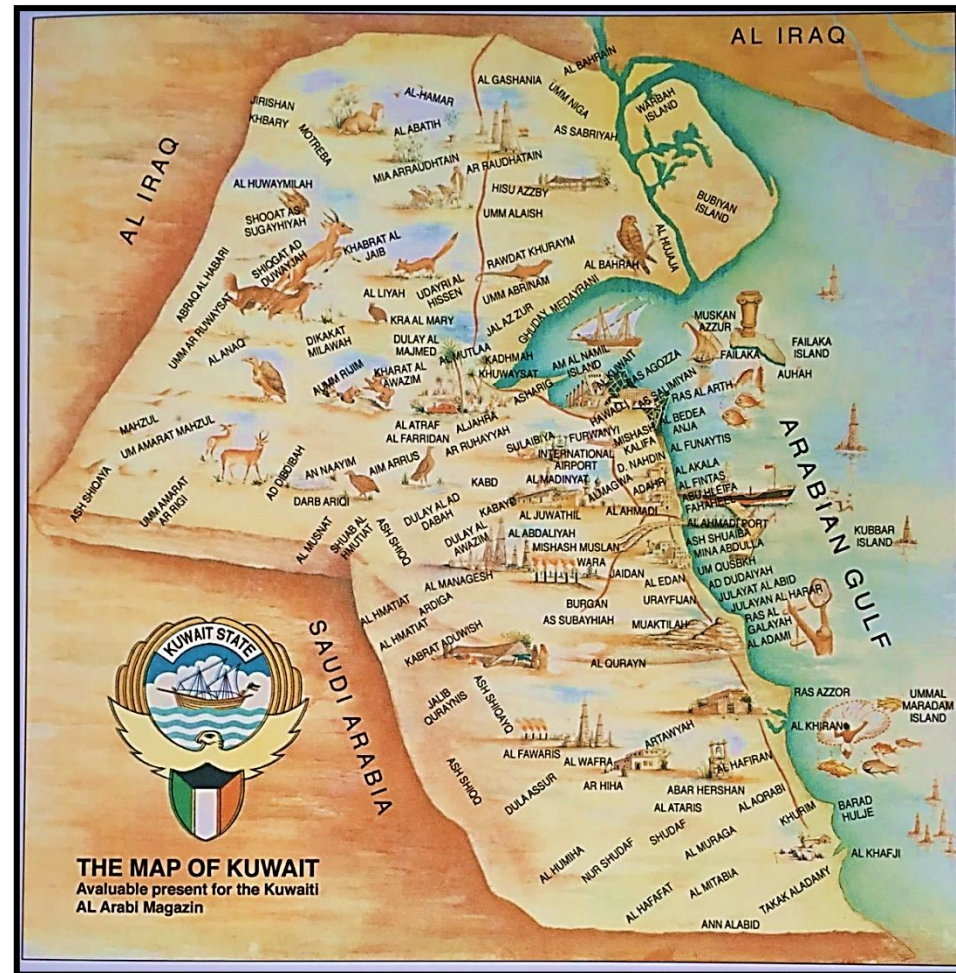 AL IRAQ
AL IRAQ
AL BAHRAIN
AL GASHANIA
UMM NIGA
WARBAH
ISLAND
AL-HAMAR
JIRISHAN
KHBARY
MOTREBA
AL ABATIH
AS SABRIYAH
MIA ARRAUDHTAIN
AR RAUDHATAIN
AL HUWAYMILAH
HISU AZZBY
BUBIYAN
ISLAND
SHOOAT AS
SUGAYHIYAH
UMM ALAISH
SHIQGAT AD
DUWAYJAH
KHABRAT AL
JAIB
AL HUJAJA
ABRAQ AL HABARI
RAWDAT KHURAYM
AL BAHRAH
UMM AR RUWAYSAT
AL LIYAH
UDAYRI AL
HISSEN
UMM ABRINAM
GHUDAY MEDAYRANI
JAL AZ ZUR
KRA AL MARY
DIKAKAT
MILAWAH
DULAY AL
MAJMED
MUSKAN
AZZUR
AL ANAQ
AL MUTLAA
KADHMAH
KHUWAYSAT
AM AL NAMIL
ISLAND
FAILAKA
FAILAKA
ISLAND
AUHAH
AUMM RUIM
KHARAT AL
AWAZIM
ASHARIG
AL KUWAIT
RAS AGOZZA
AS SALIMIYAN
RAS AL ARTH
MAHZUL
UM AMARAT MAHZUL
AL ATRAF
AL FARRIDAN
ALJAHRA
AR RUHAYYAH
SULAIBIYA
HAWALI
FURWANYI
MISHASH
KALIFA
AL BEDEA
ANJA
AL FUNAYTIS
INTERNATIONAL
AIRPORT
D. NAHDIN
ASH SHIQAYA
UMM AMARAT
AR RIGI
AD DIBDIBAH
AN NAAYIM
DARB ARIQI
AIM ARRUS
KABD
AL MADINYAT
ALMAGWA
ADAHR
AL AKALA
AL FINTAS
ABU HLEIFA
FAHAHEEL
ARABIAN GULF
KUBBAR
ISLAND
AL MUSNAT
SHUAB AL
HMUTIAT
ASH SHIQQ
DULAY AD
DABAH
KABAYD
AL JUWATHIL
AL AHMADI
AL AHMADI PORT
DULAY AL
AWAZIM
AL ABDALIYAH
MISHASH MUSLAN
WARA
ASH SHUAIBA
MINA ABDULLA
UM QUSBKH
AD DUDAIYAH
JULAYAT AL ABID
JULAYAN AL HARAR
RAS AL
GALAYAH
AL ADAMI
AL MANAGESH
ARDIGA
JAIDAN
AL EDAN
URAYFIJAN
AL HMATIAT
AL HMATIAT
BURGAN
AS SUBAYHIAH
MUAKTILAH
KABRAT ADUWISH
AL QURAYN
SAUDI ARABIA
KUWAIT STATE
JALIB
QURAYNIS
ASH SHIQAYQ
RAS AZZOR
AL KHIRAN
UMMAL
MARADAM
ISLAND
AL FAWARIS
AL WAFRA
ARTAWYAH
AL HAFIRAN
ASH SHIQQ
DULA ASSUR
AR HIHA
ABAR HERSHAN
AL ATARIS
AL AQRABI
KHURIM
BARAD
HULJE
SHUDAF
NUR SHUDAF
AL MURAGA
AL HUMIHA
AL KHAFJI
AL HAFAFAT
AL MITABIA
TAKAK ALADAMY
ANN ALABID
THE MAP OF KUWAIT
Avaluable present for the Kuwaiti
AL Arabi Magazin